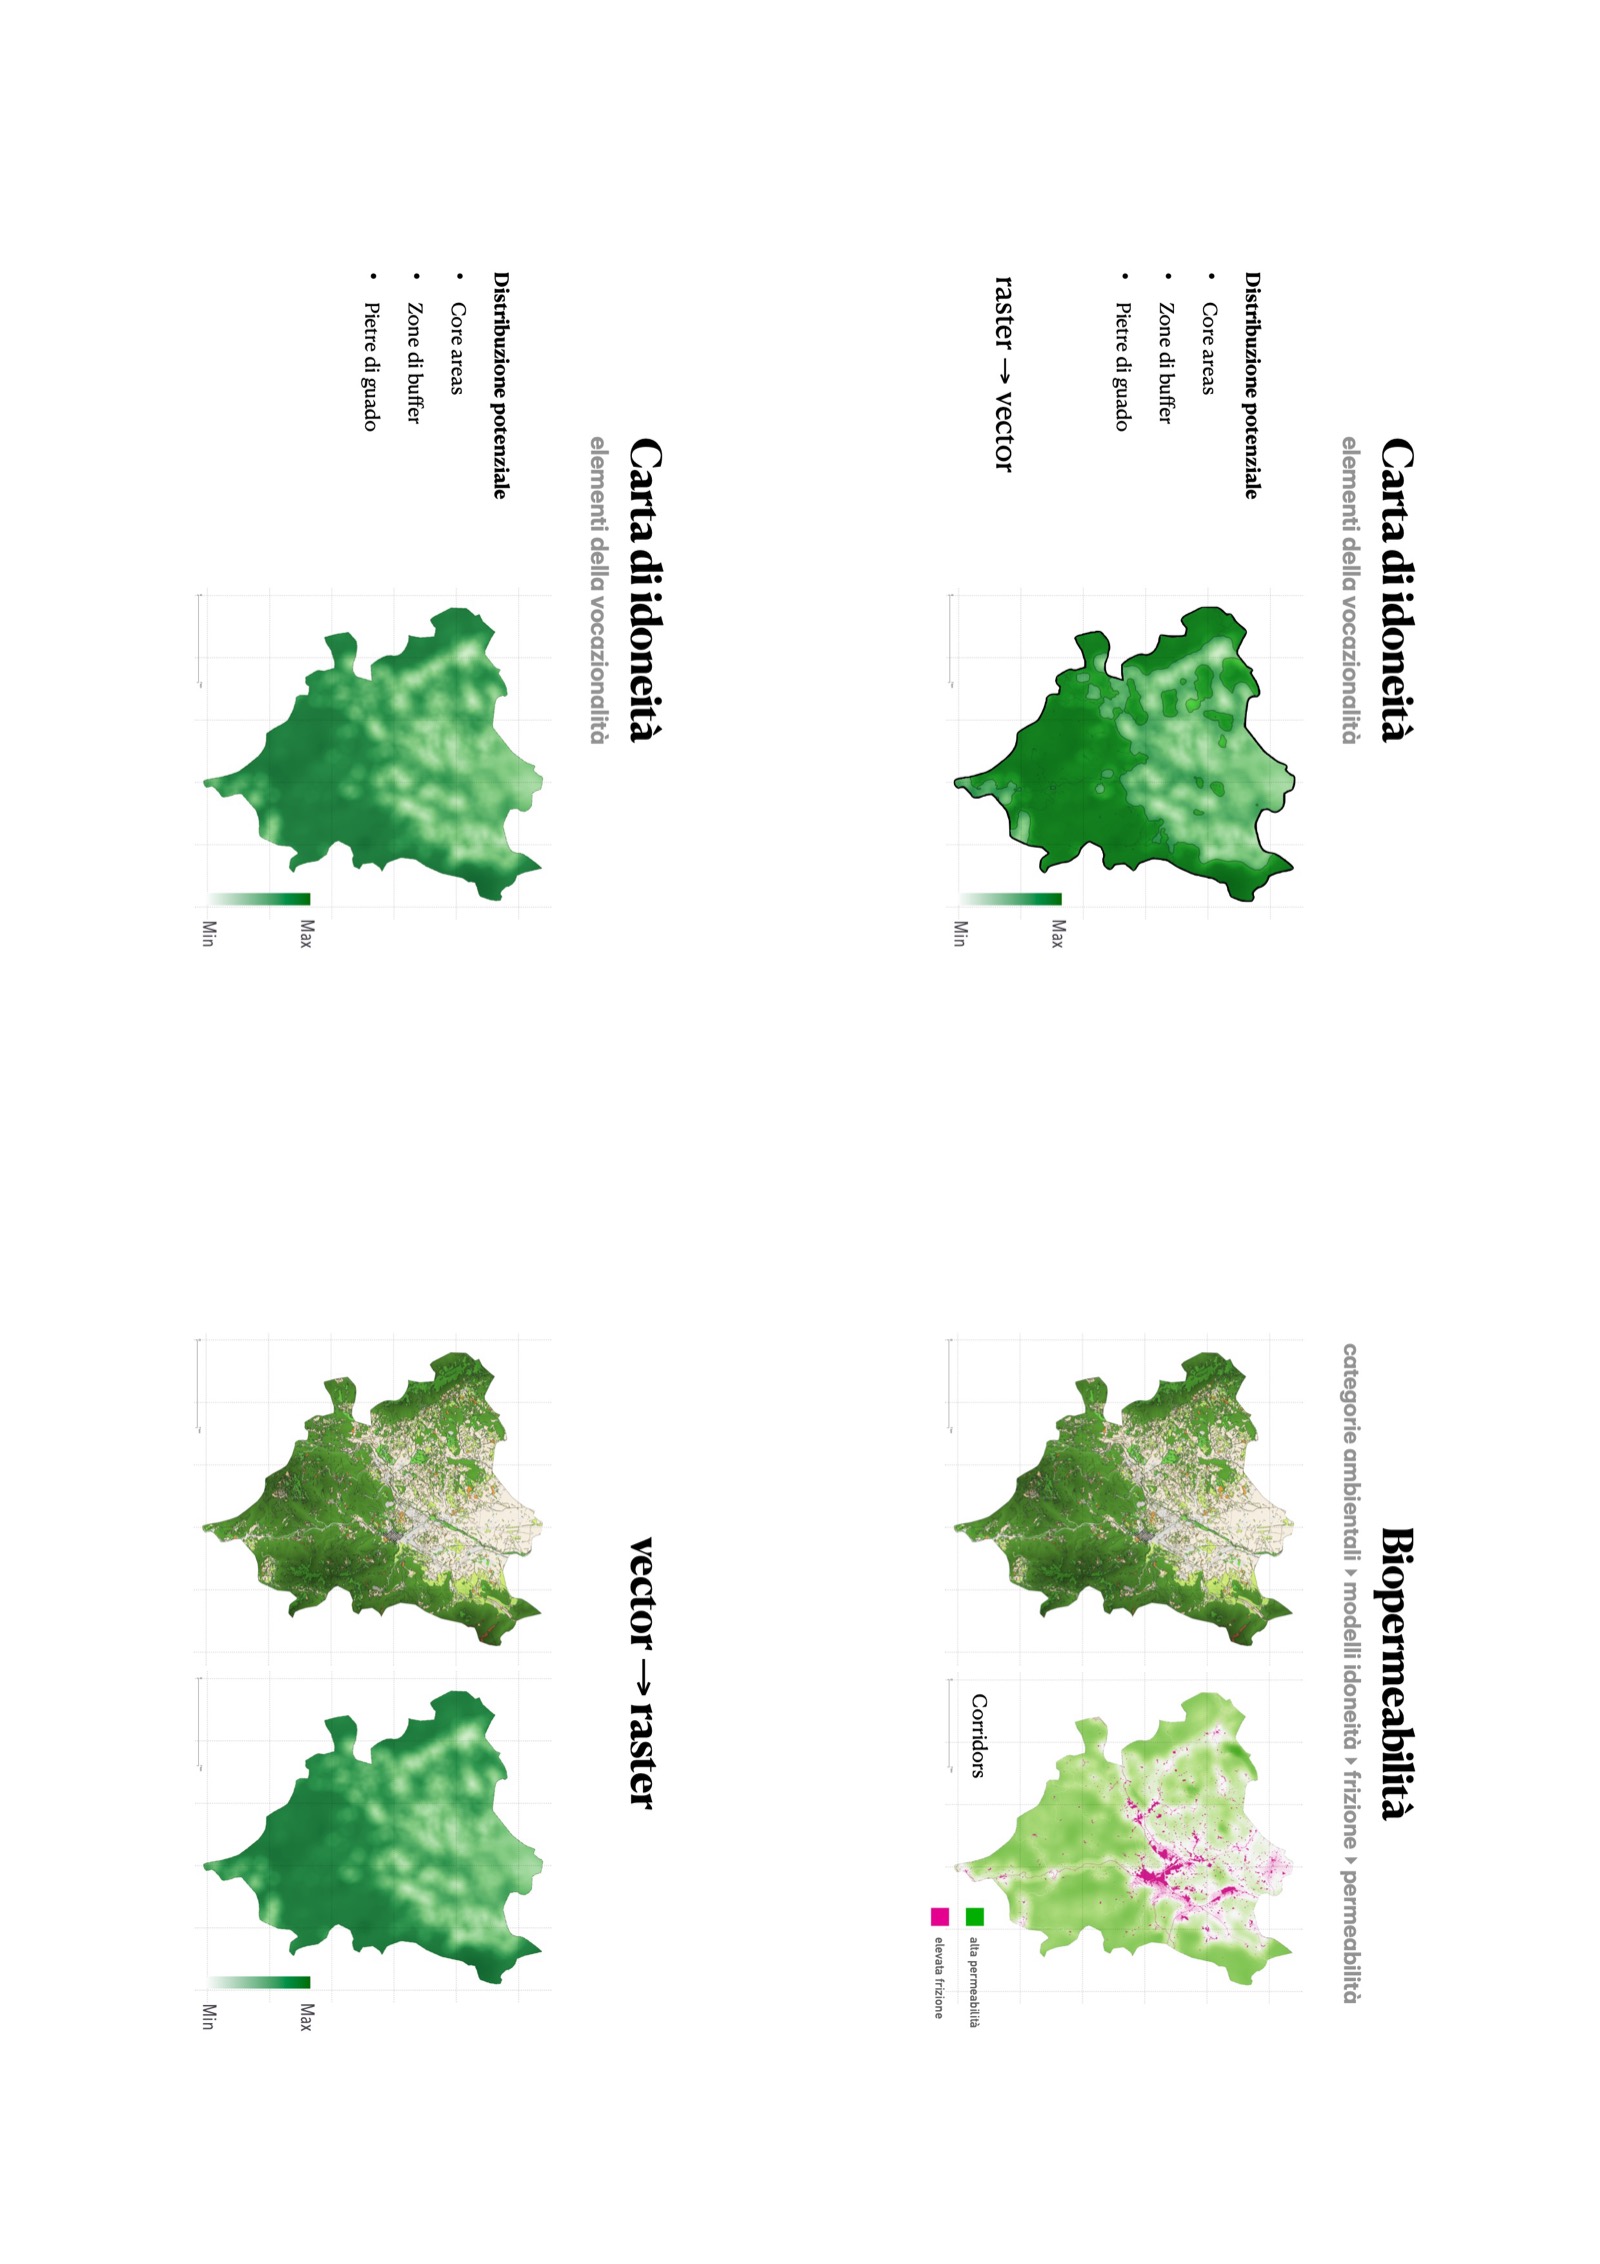 Carta di idoneità
elementi della vocazionalità
Distribuzione potenziale
• Core areas
• Zone di buffer
• Pietre di guado
raster → vector
Max
Min
Biopermeabilità
categorie ambientali ‣ modelli idoneità ‣ frizione ‣ permeabilità
Corridors
alta permeabilità
elevata frizione
Carta di idoneità
elementi della vocazionalità
Distribuzione potenziale
• Core areas
• Zone di buffer
• Pietre di guado
Max
Min
vector → raster
Max
Min